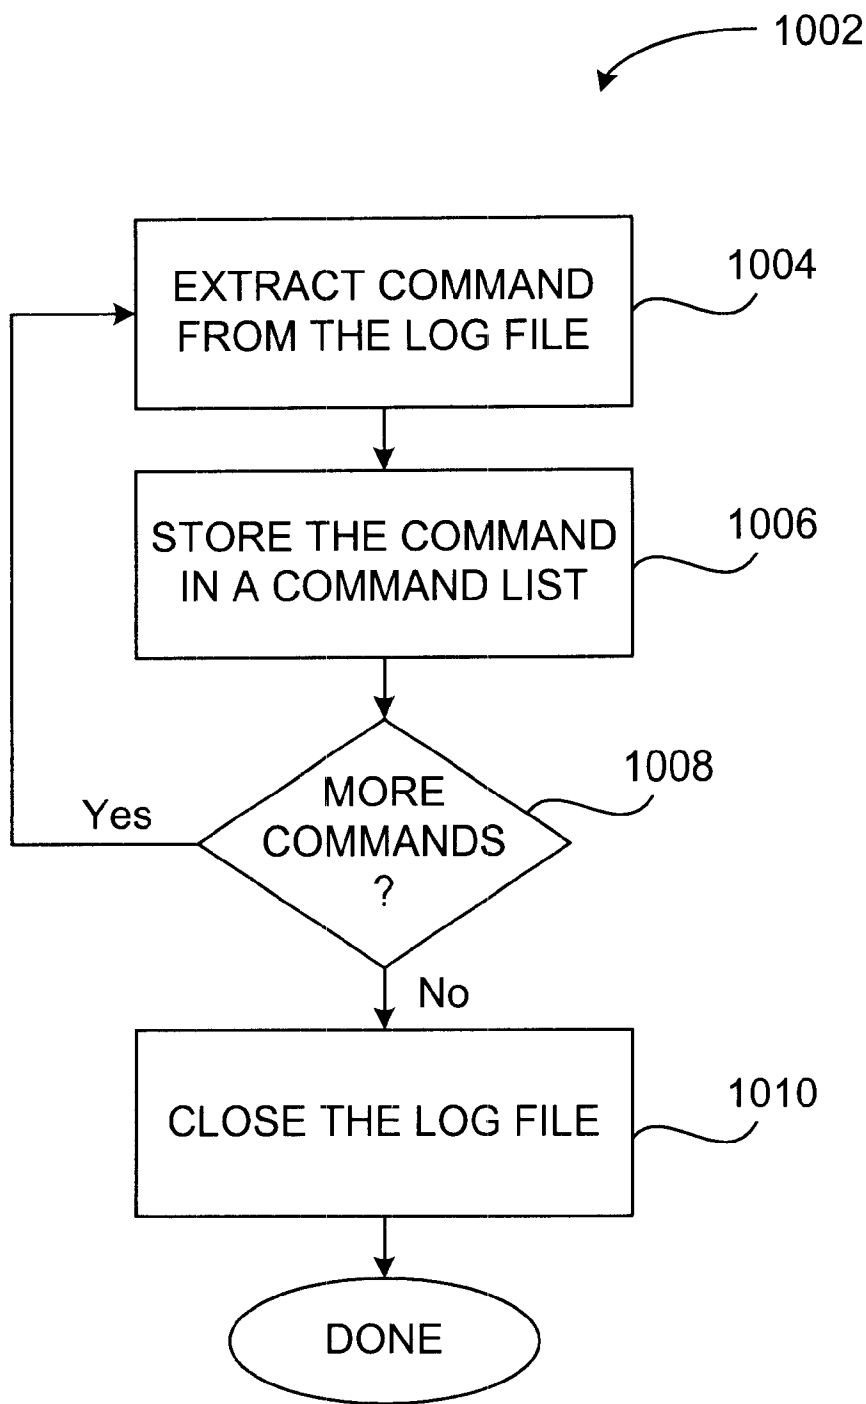 1002
EXTRACT COMMAND
FROM THE LOG FILE
1004
STORE THE COMMAND
IN A COMMAND LIST
1006
MORE
COMMANDS
?
1008
Yes
No
CLOSE THE LOG FILE
1010
DONE